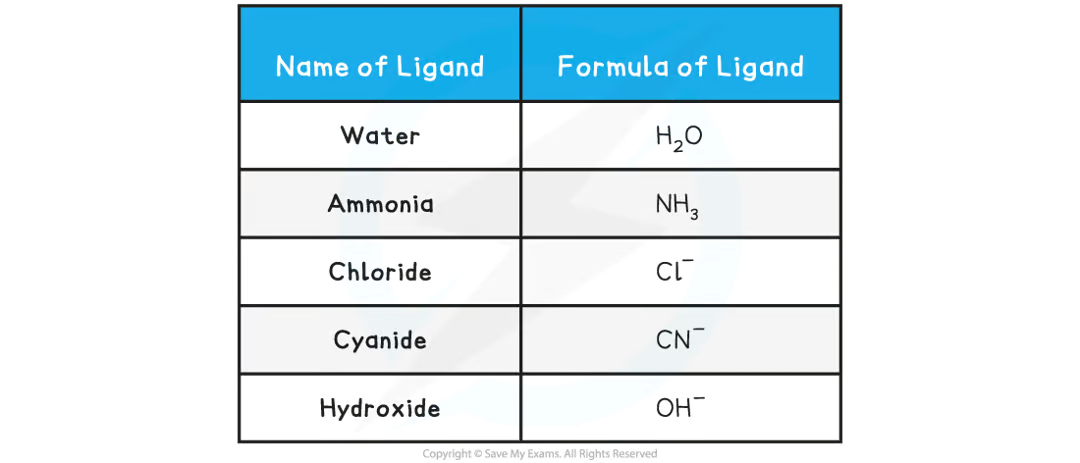 Name of Ligand Formula of Ligand
Water H₂O
Ammonia NH₃
Chloride Cl⁻
Cyanide CN⁻
Hydroxide OH⁻
Copyright © Save My Exams. All Rights Reserved